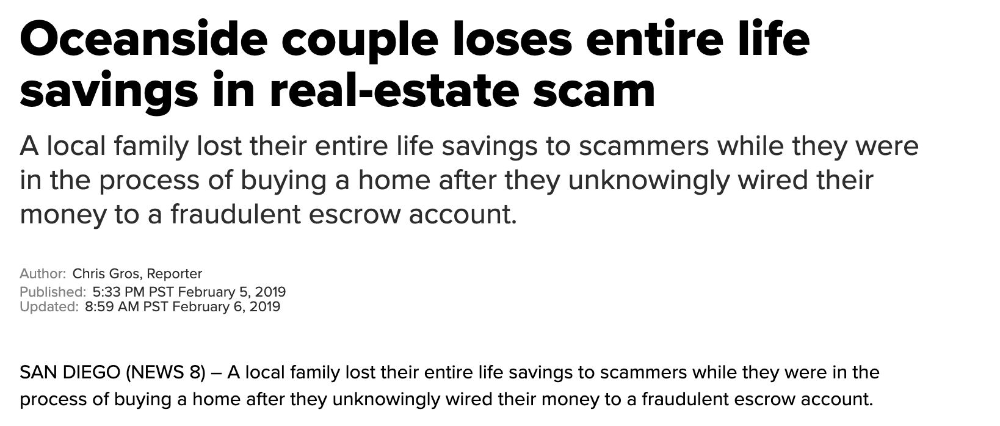 Oceanside couple loses entire life
savings in real-estate scam
A local family lost their entire life savings to scammers while they were
in the process of buying a home after they unknowingly wired their
money to a fraudulent escrow account.
Author: Chris Gros, Reporter
Published: 5:33 PM PST February 5, 2019
Updated: 8:59 AM PST February 6, 2019
SAN DIEGO (NEWS 8) – A local family lost their entire life savings to scammers while they were in the
process of buying a home after they unknowingly wired their money to a fraudulent escrow account.